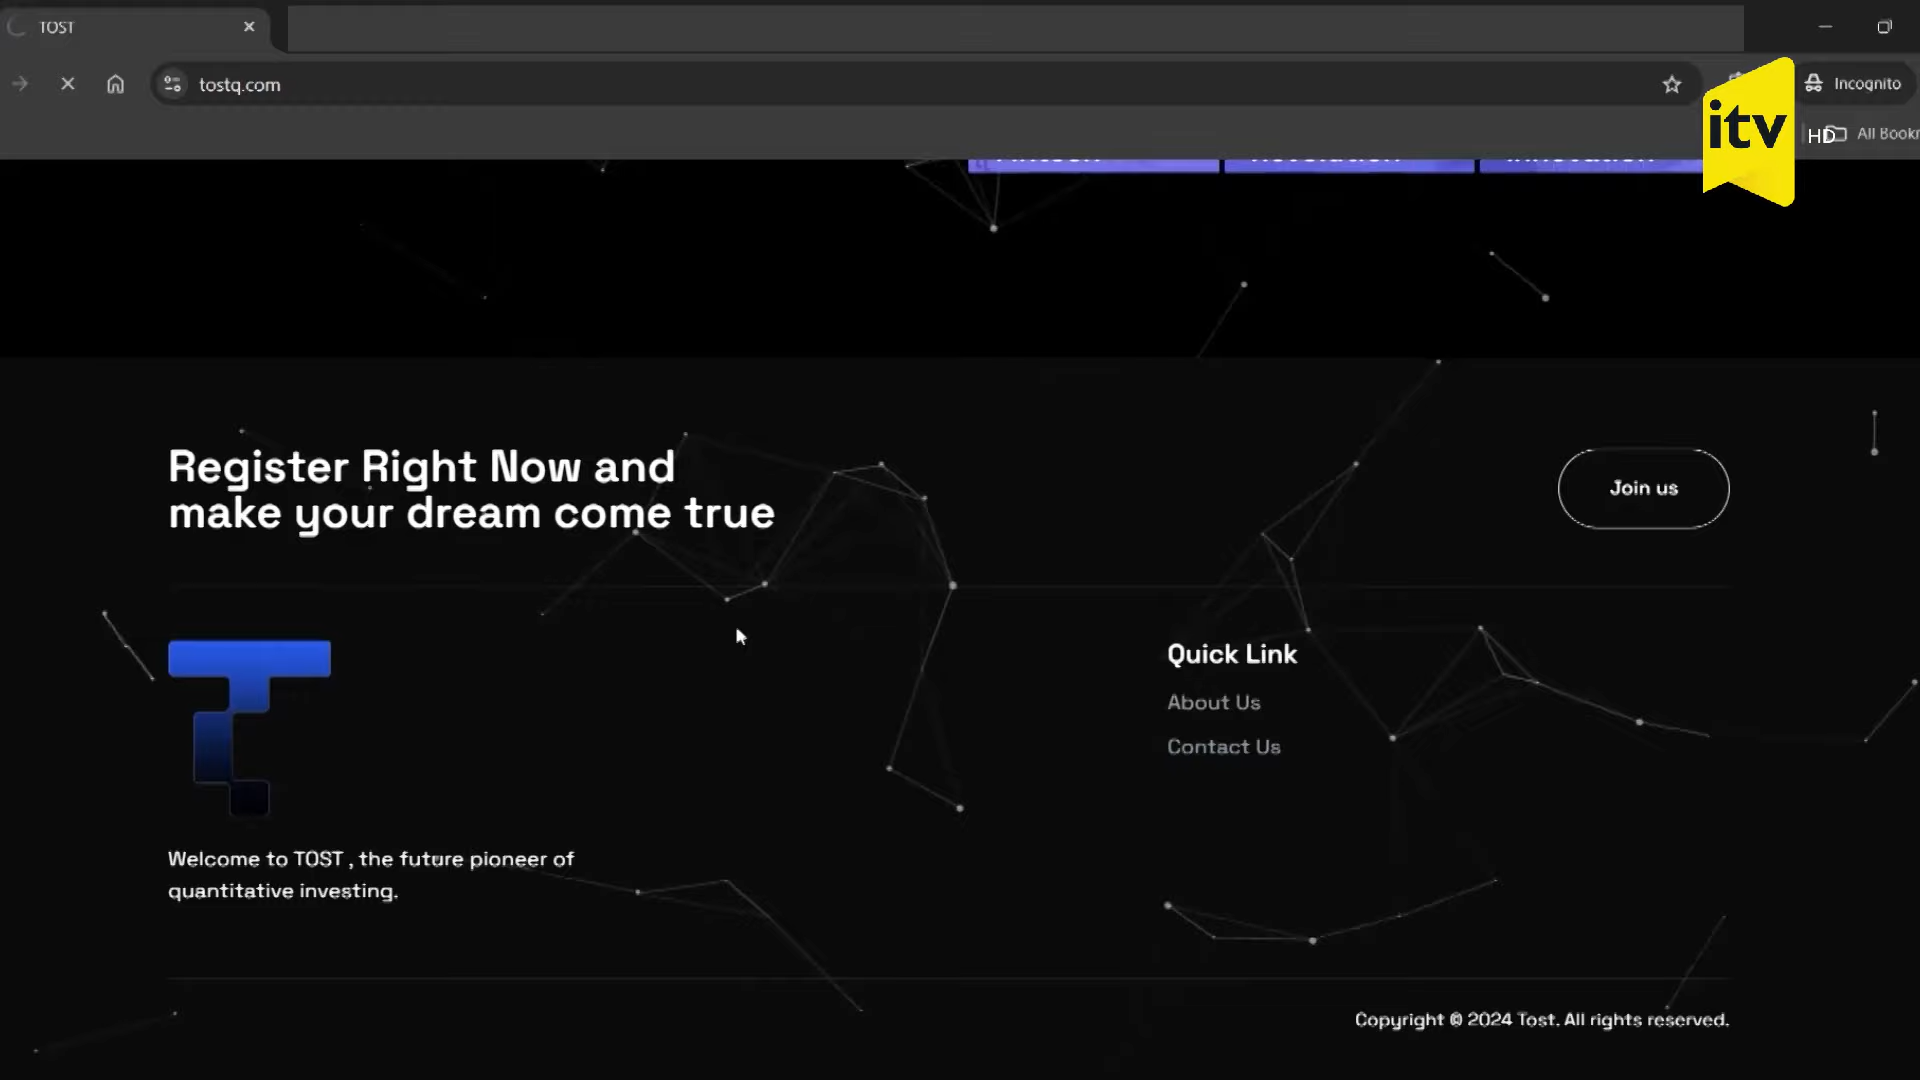 TOST
tostq.com
Incognito
itv
HD
All Bookr
Register Right Now and
make your dream come true
Join us
Quick Link
About Us
Contact Us
Welcome to TOST , the future pioneer of
quantitative investing.
Copyright © 2024 Tost. All rights reserved.